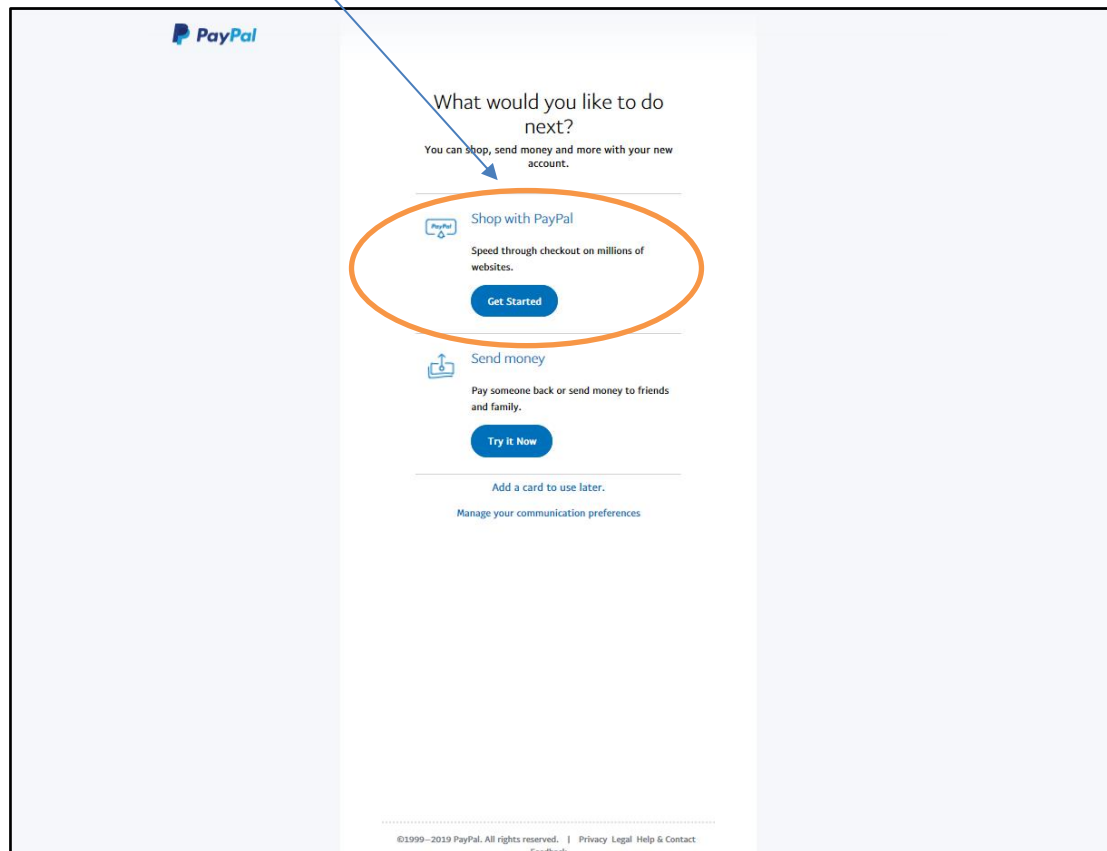 PayPal
What would you like to do
next?
You can shop, send money and more with your new
account.
PayPal
Shop with PayPal
Speed through checkout on millions of
websites.
Get Started
Send money
Pay someone back or send money to friends
and family.
Try it Now
Add a card to use later.
Manage your communication preferences
©1999–2019 PayPal. All rights reserved. | Privacy Legal Help & Contact
Feedback